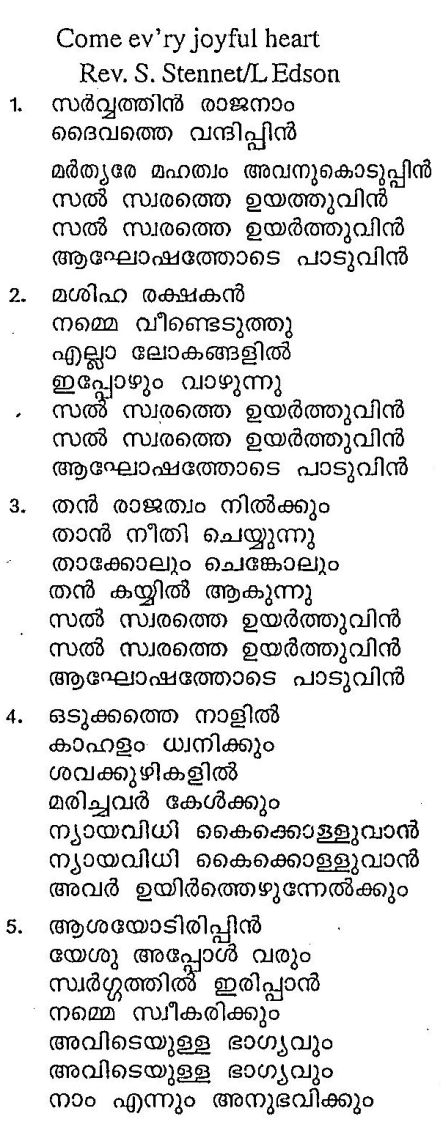 Come ev'ry joyful heart
Rev. S. Stennet/L Edson
1. സർവ്വത്തിൻ രാജനാം
ദൈവത്തെ വന്ദിപ്പിൻ
മർത്യരേ മഹത്വം അവനുകൊടുപ്പിൻ
സൽ സ്വരത്തെ ഉയത്തുവിൻ
സൽ സ്വരത്തെ ഉയർത്തുവിൻ
ആഘോഷത്തോടെ പാടുവിൻ
2. മശിഹ രക്ഷകൻ
നമ്മെ വീണ്ടെടുത്തു
എല്ലാ ലോകങ്ങളിൽ
ഇപ്പോഴും വാഴുന്നു
സൽ സ്വരത്തെ ഉയർത്തുവിൻ
സൽ സ്വരത്തെ ഉയർത്തുവിൻ
ആഘോഷത്തോടെ പാടുവിൻ
3. തൻ രാജത്വം നിൽക്കും
താൻ നീതി ചെയ്യുന്നു
താക്കോലും ചെങ്കോലും
തൻ കയ്യിൽ ആകുന്നു
സൽ സ്വരത്തെ ഉയർത്തുവിൻ
സൽ സ്വരത്തെ ഉയർത്തുവിൻ
ആഘോഷത്തോടെ പാടുവിൻ
4. ഒടുക്കത്തെ നാളിൽ
കാഹളം ധ്വനിക്കും
ശവക്കുഴികളിൽ
മരിച്ചവർ കേൾക്കും
ന്യായവിധി കൈക്കൊള്ളുവാൻ
ന്യായവിധി കൈക്കൊള്ളുവാൻ
അവർ ഉയിർത്തെഴുന്നേൽക്കും
5. ആശയോടിരിപ്പിൻ
യേശു അപ്പോൾ വരും
സ്വർഗ്ഗത്തിൽ ഇരിപ്പാൻ
നമ്മെ സ്വീകരിക്കും
അവിടെയുള്ള ഭാഗ്യവും
അവിടെയുള്ള ഭാഗ്യവും
നാം എന്നും അനുഭവിക്കും